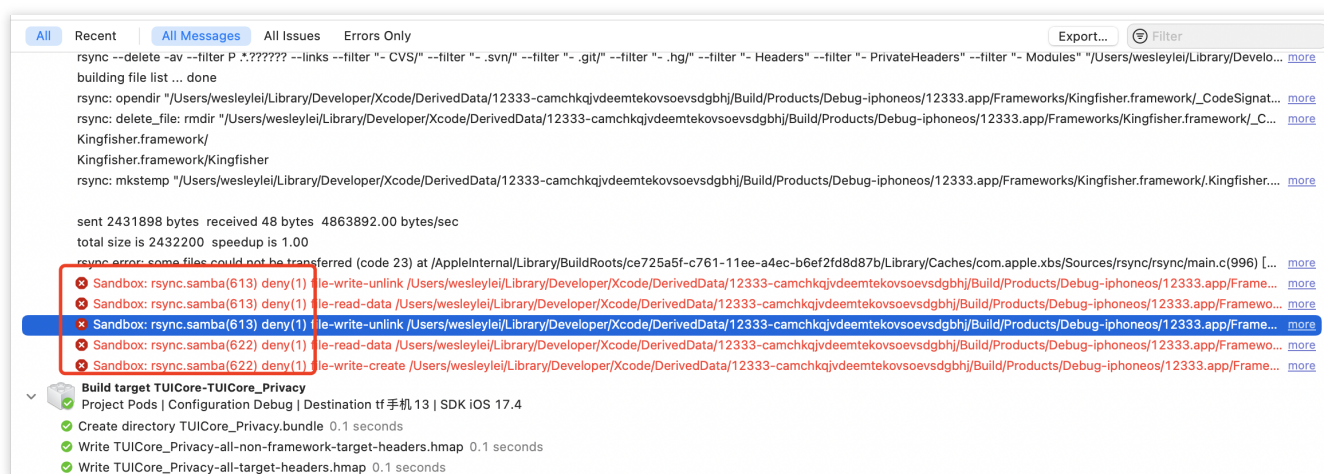 All Recent All Messages All Issues Errors Only Export... Filter
rsync --delete -av --filter P .*.?????? --links --filter "- CVS/" --filter "- .svn/" --filter "- .git/" --filter "- .hg/" --filter "- Headers" --filter "- PrivateHeaders" --filter "- Modules" "/Users/wesleylei/Library/Develo... more
building file list ... done
rsync: opendir "/Users/wesleylei/Library/Developer/Xcode/DerivedData/12333-camchkqjvdeemtekovsoevsdgbhj/Build/Products/Debug-iphoneos/12333.app/Frameworks/Kingfisher.framework/_CodeSignat... more
rsync: delete_file: rmdir "/Users/wesleylei/Library/Developer/Xcode/DerivedData/12333-camchkqjvdeemtekovsoevsdgbhj/Build/Products/Debug-iphoneos/12333.app/Frameworks/Kingfisher.framework/_C... more
Kingfisher.framework/
Kingfisher.framework/Kingfisher
rsync: mkstemp "/Users/wesleylei/Library/Developer/Xcode/DerivedData/12333-camchkqjvdeemtekovsoevsdgbhj/Build/Products/Debug-iphoneos/12333.app/Frameworks/Kingfisher.framework/.Kingfisher.... more
sent 2431898 bytes received 48 bytes 4863892.00 bytes/sec
total size is 2432200 speedup is 1.00
rsync error: some files could not be transferred (code 23) at /AppleInternal/Library/BuildRoots/ce725a5f-c761-11ee-a4ec-b6ef2fd8d87b/Library/Caches/com.apple.xbs/Sources/rsync/rsync/main.c(996) [... more
Sandbox: rsync.samba(613) deny(1) file-write-unlink /Users/wesleylei/Library/Developer/Xcode/DerivedData/12333-camchkqjvdeemtekovsoevsdgbhj/Build/Products/Debug-iphoneos/12333.app/Frame... more
Sandbox: rsync.samba(613) deny(1) file-read-data /Users/wesleylei/Library/Developer/Xcode/DerivedData/12333-camchkqjvdeemtekovsoevsdgbhj/Build/Products/Debug-iphoneos/12333.app/Framewo... more
Sandbox: rsync.samba(613) deny(1) file-write-unlink /Users/wesleylei/Library/Developer/Xcode/DerivedData/12333-camchkqjvdeemtekovsoevsdgbhj/Build/Products/Debug-iphoneos/12333.app/Frame... more
Sandbox: rsync.samba(622) deny(1) file-read-data /Users/wesleylei/Library/Developer/Xcode/DerivedData/12333-camchkqjvdeemtekovsoevsdgbhj/Build/Products/Debug-iphoneos/12333.app/Framewo... more
Sandbox: rsync.samba(622) deny(1) file-write-create /Users/wesleylei/Library/Developer/Xcode/DerivedData/12333-camchkqjvdeemtekovsoevsdgbhj/Build/Products/Debug-iphoneos/12333.app/Frame... more
Build target TUICore-TUICore_Privacy
Project Pods | Configuration Debug | Destination tf手机13 | SDK iOS 17.4
Create directory TUICore_Privacy.bundle 0.1 seconds
Write TUICore_Privacy-all-non-framework-target-headers.hmap 0.1 seconds
Write TUICore_Privacy-all-target-headers.hmap 0.1 seconds